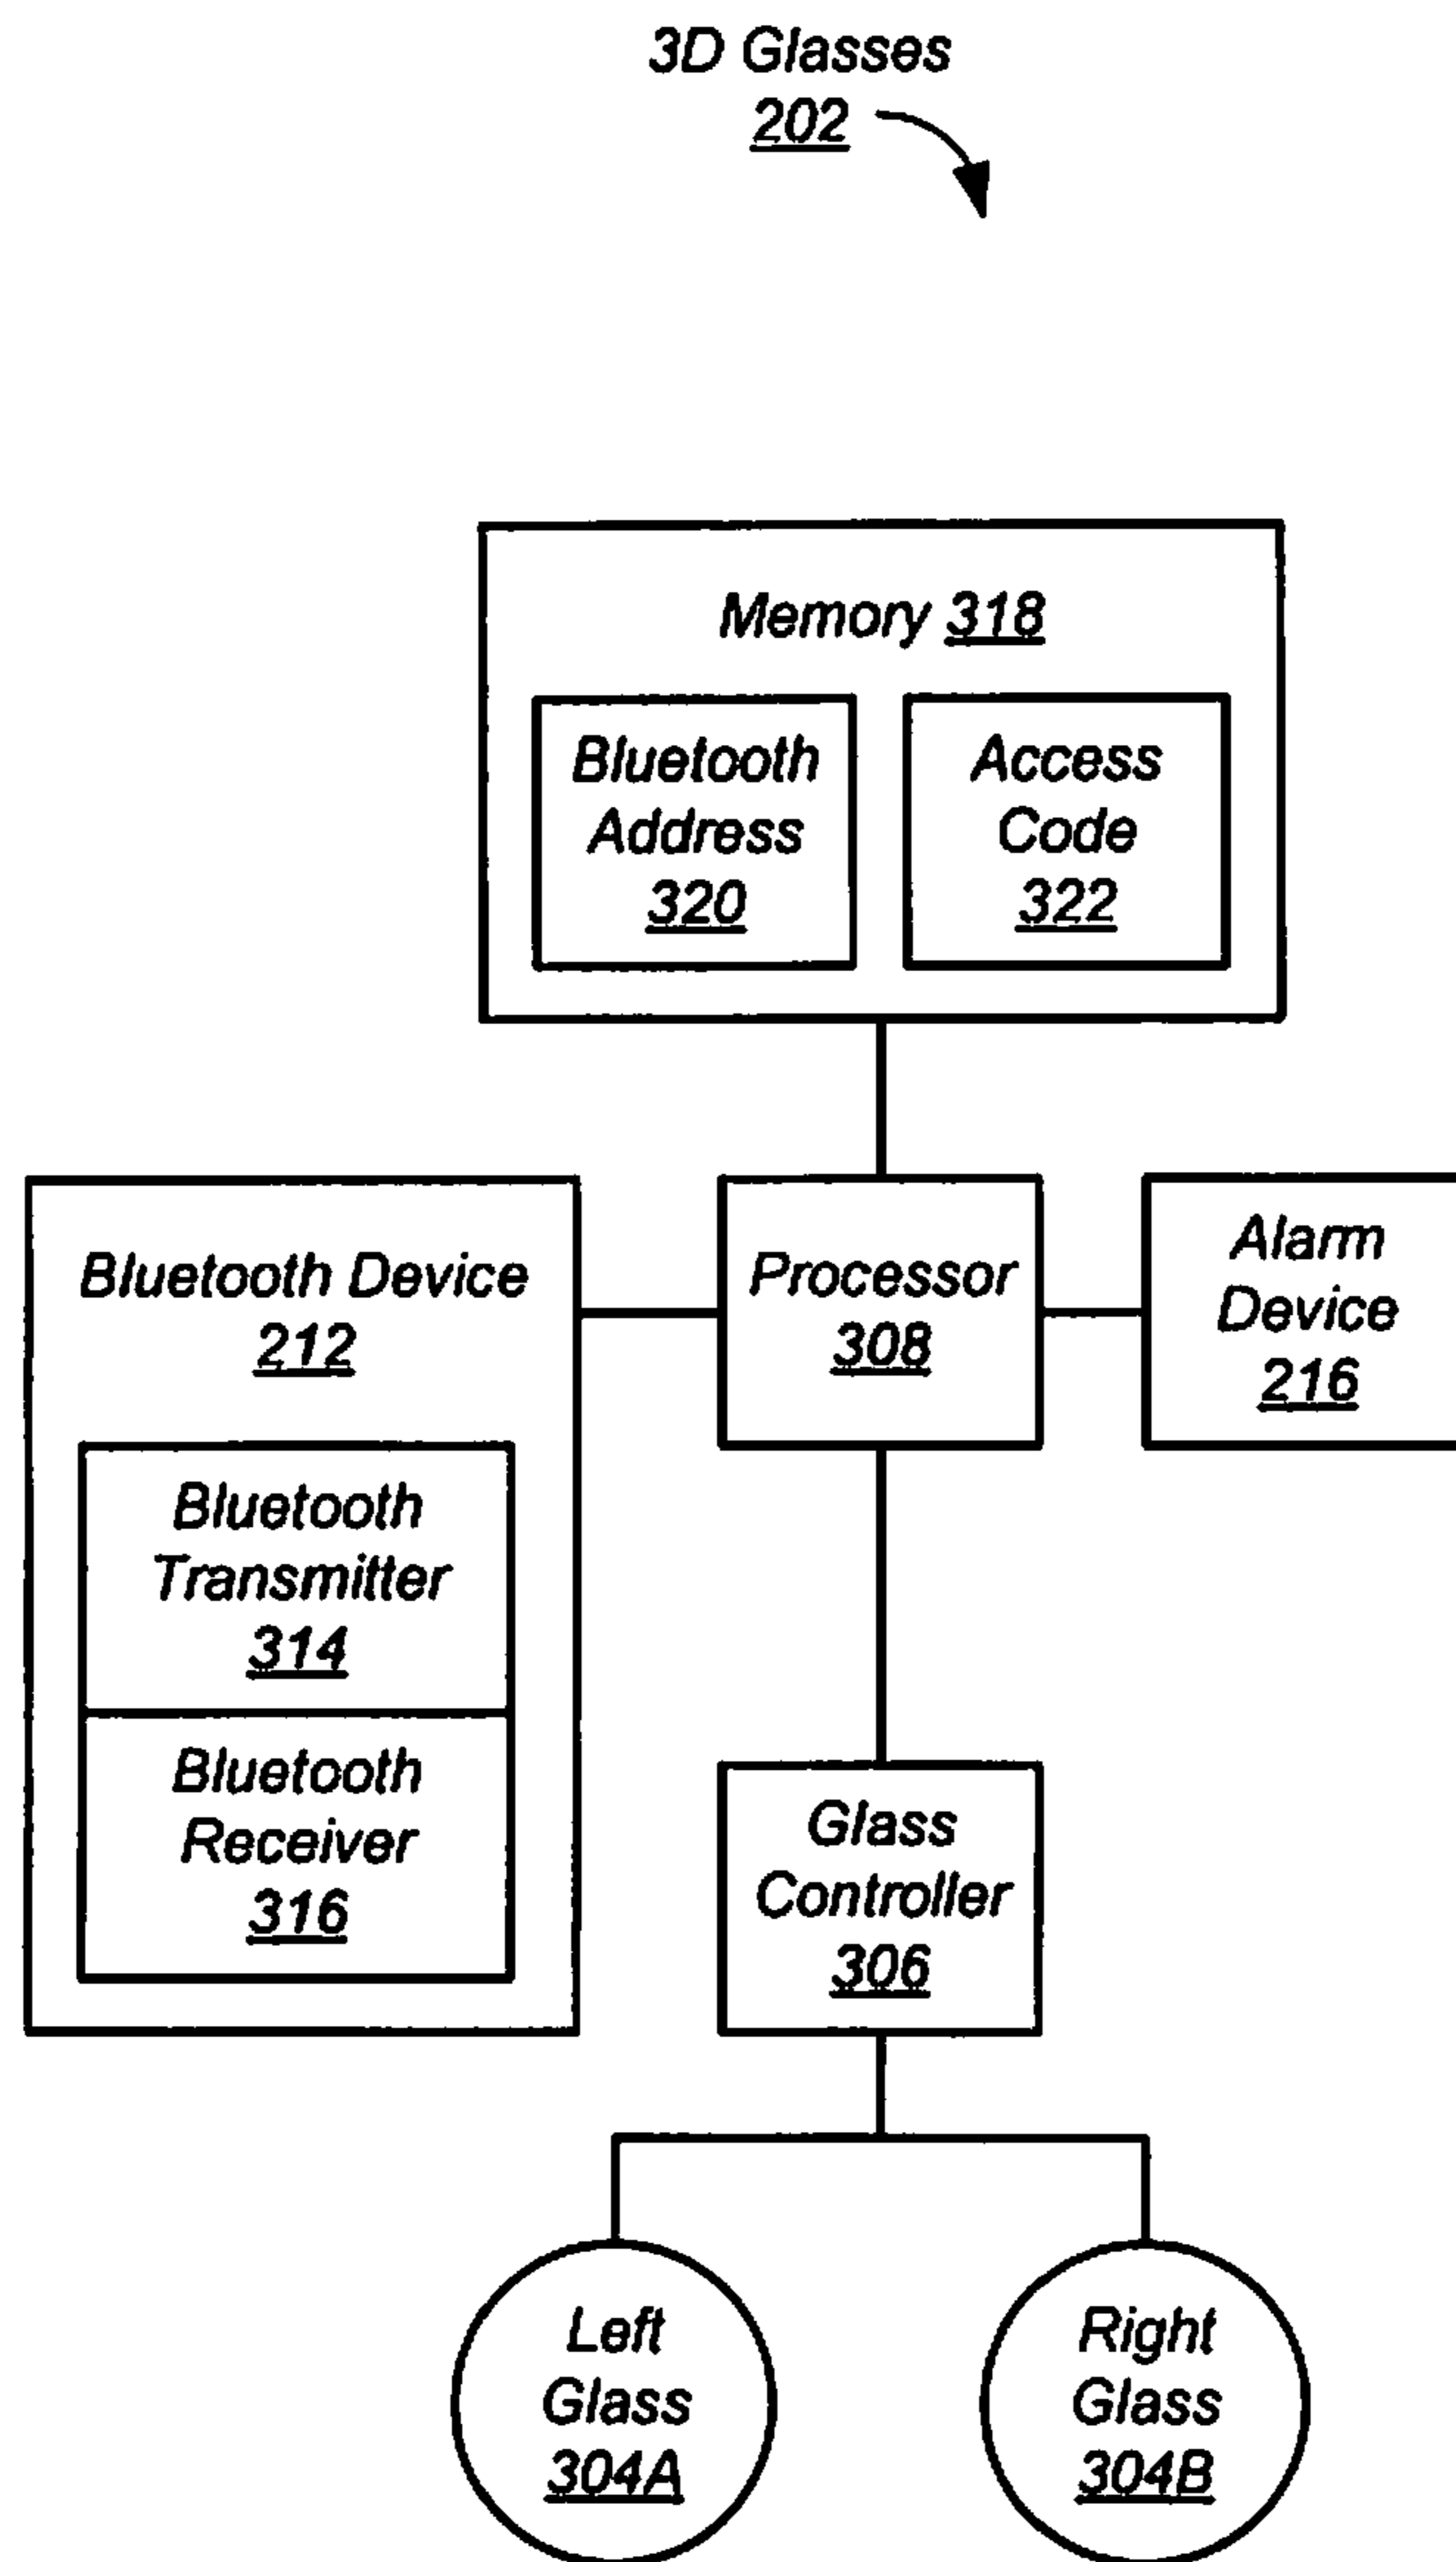 3D Glasses
202
Memory 318
Bluetooth
Address
320
Access
Code
322
Bluetooth Device
212
Processor
308
Alarm
Device
216
Bluetooth
Transmitter
314
Bluetooth
Receiver
316
Glass
Controller
306
Left
Glass
304A
Right
Glass
304B